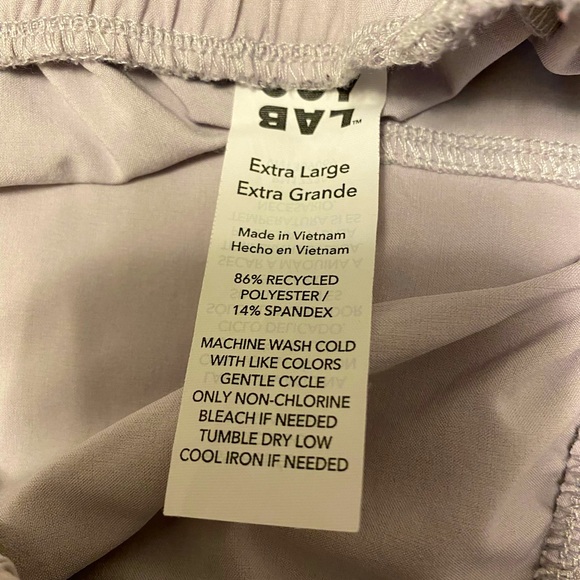 LAB
™
Extra Large
Extra Grande
Made in Vietnam
Hecho en Vietnam
86% RECYCLED
POLYESTER /
14% SPANDEX
MACHINE WASH COLD
WITH LIKE COLORS
GENTLE CYCLE
ONLY NON-CHLORINE
BLEACH IF NEEDED
TUMBLE DRY LOW
COOL IRON IF NEEDED